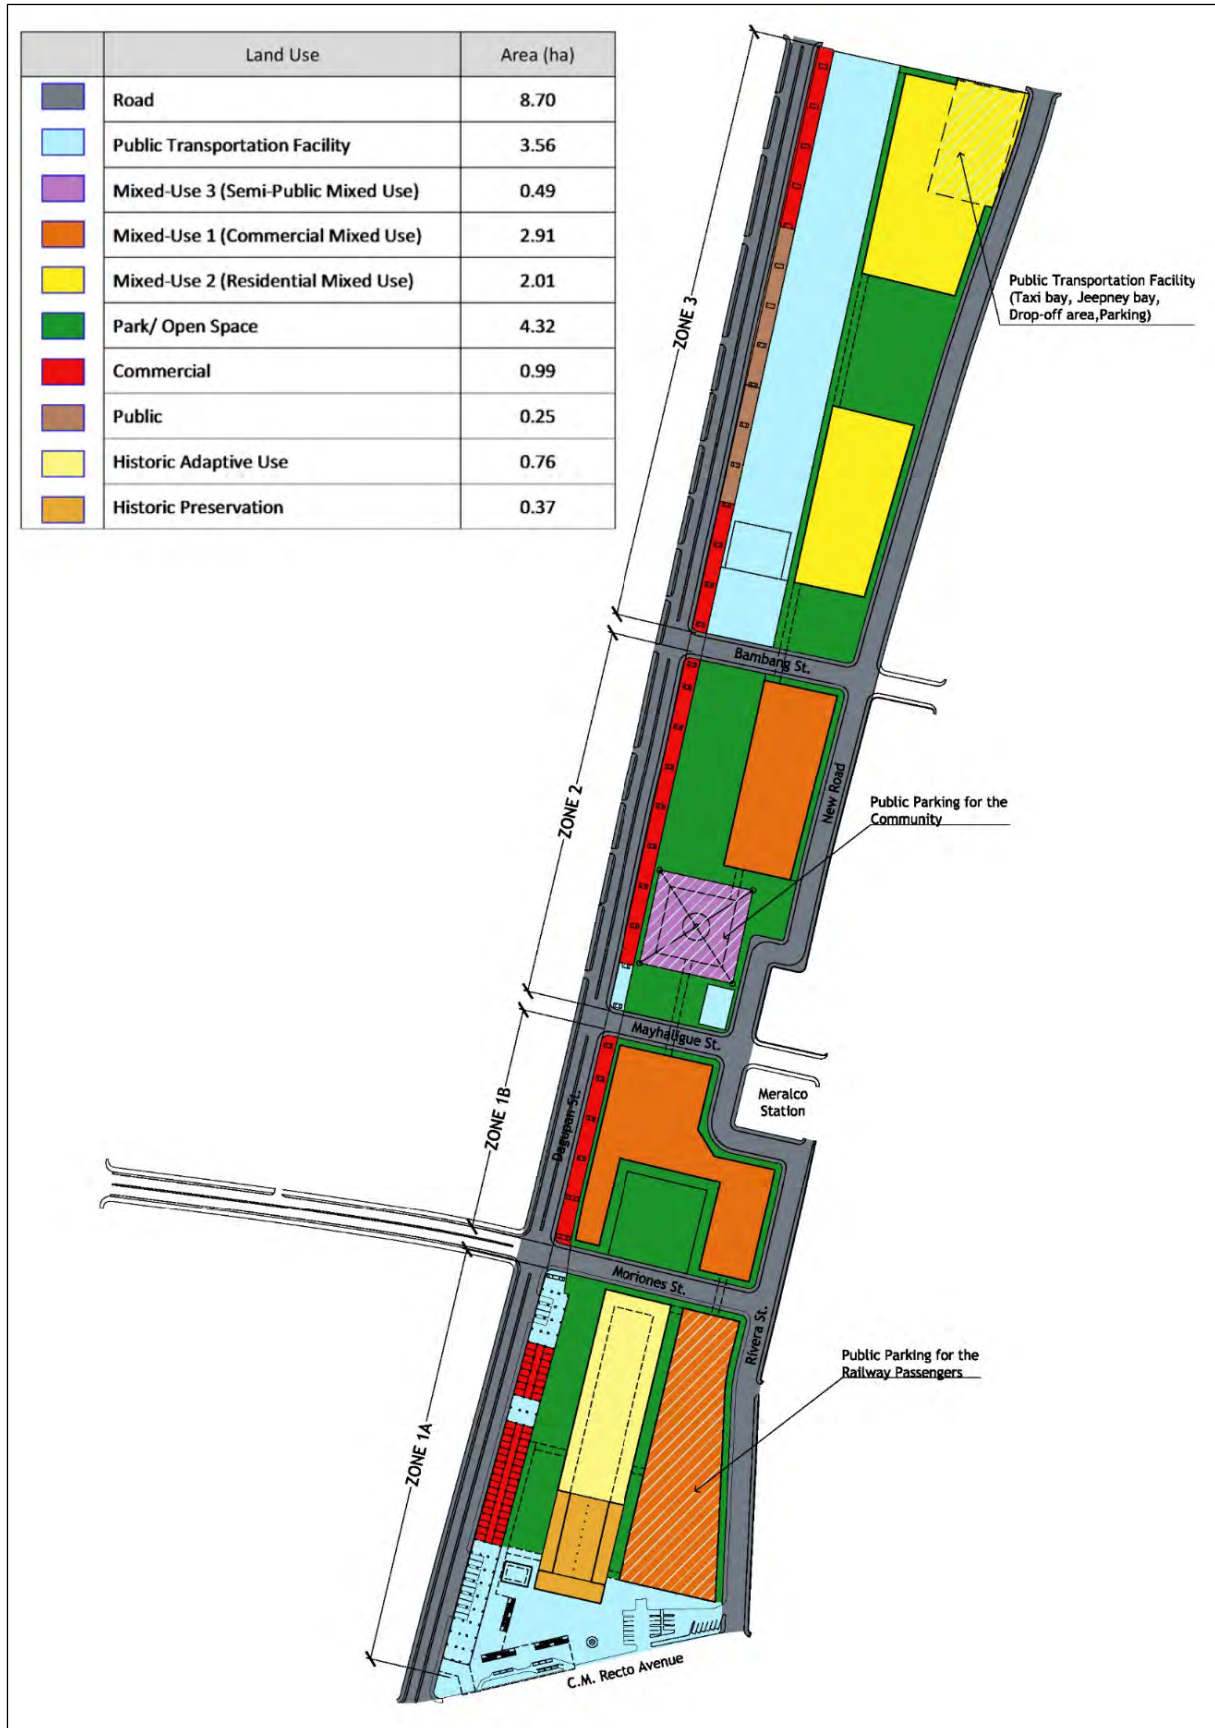 Land Use Area (ha)
Road 8.70
Public Transportation Facility 3.56
Mixed-Use 3 (Semi-Public Mixed Use) 0.49
Mixed-Use 1 (Commercial Mixed Use) 2.91
Mixed-Use 2 (Residential Mixed Use) 2.01
Park/ Open Space 4.32
Commercial 0.99
Public 0.25
Historic Adaptive Use 0.76
Historic Preservation 0.37
ZONE 3
Public Transportation Facility
(Taxi bay, Jeepney bay,
Drop-off area,Parking)
Bambang St.
ZONE 2
New Road
Public Parking for the
Community
Mayhaligue St.
ZONE 1B
Dagupan St.
Meralco
Station
Moriones St.
Rivera St.
Public Parking for the
Railway Passengers
ZONE 1A
C.M. Recto Avenue